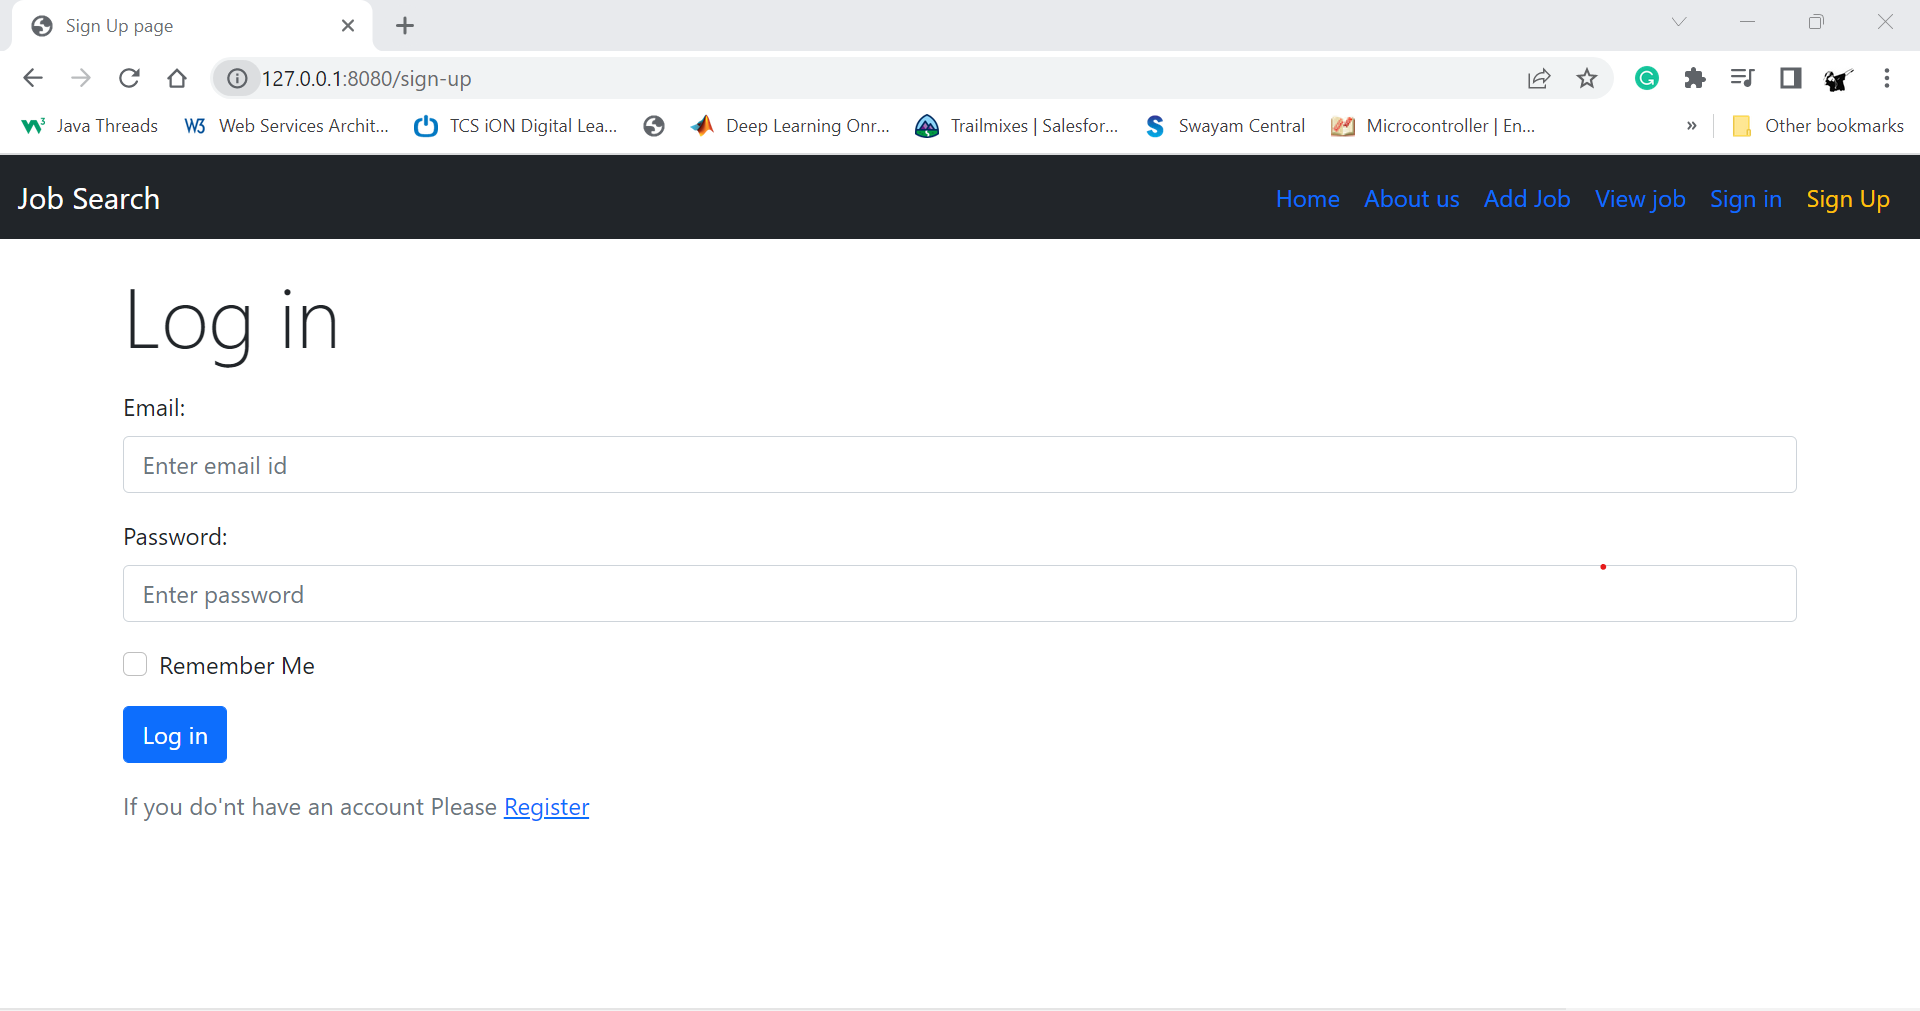 Sign Up page
127.0.0.1:8080/sign-up
Java Threads W3 Web Services Archit... TCS iON Digital Lea... Deep Learning Onr... Trailmixes | Salesfor... Swayam Central Microcontroller | En... » Other bookmarks
Job Search Home About us Add Job View job Sign in Sign Up
Log in
Email:
Enter email id
Password:
Enter password
Remember Me
Log in
If you do'nt have an account Please Register